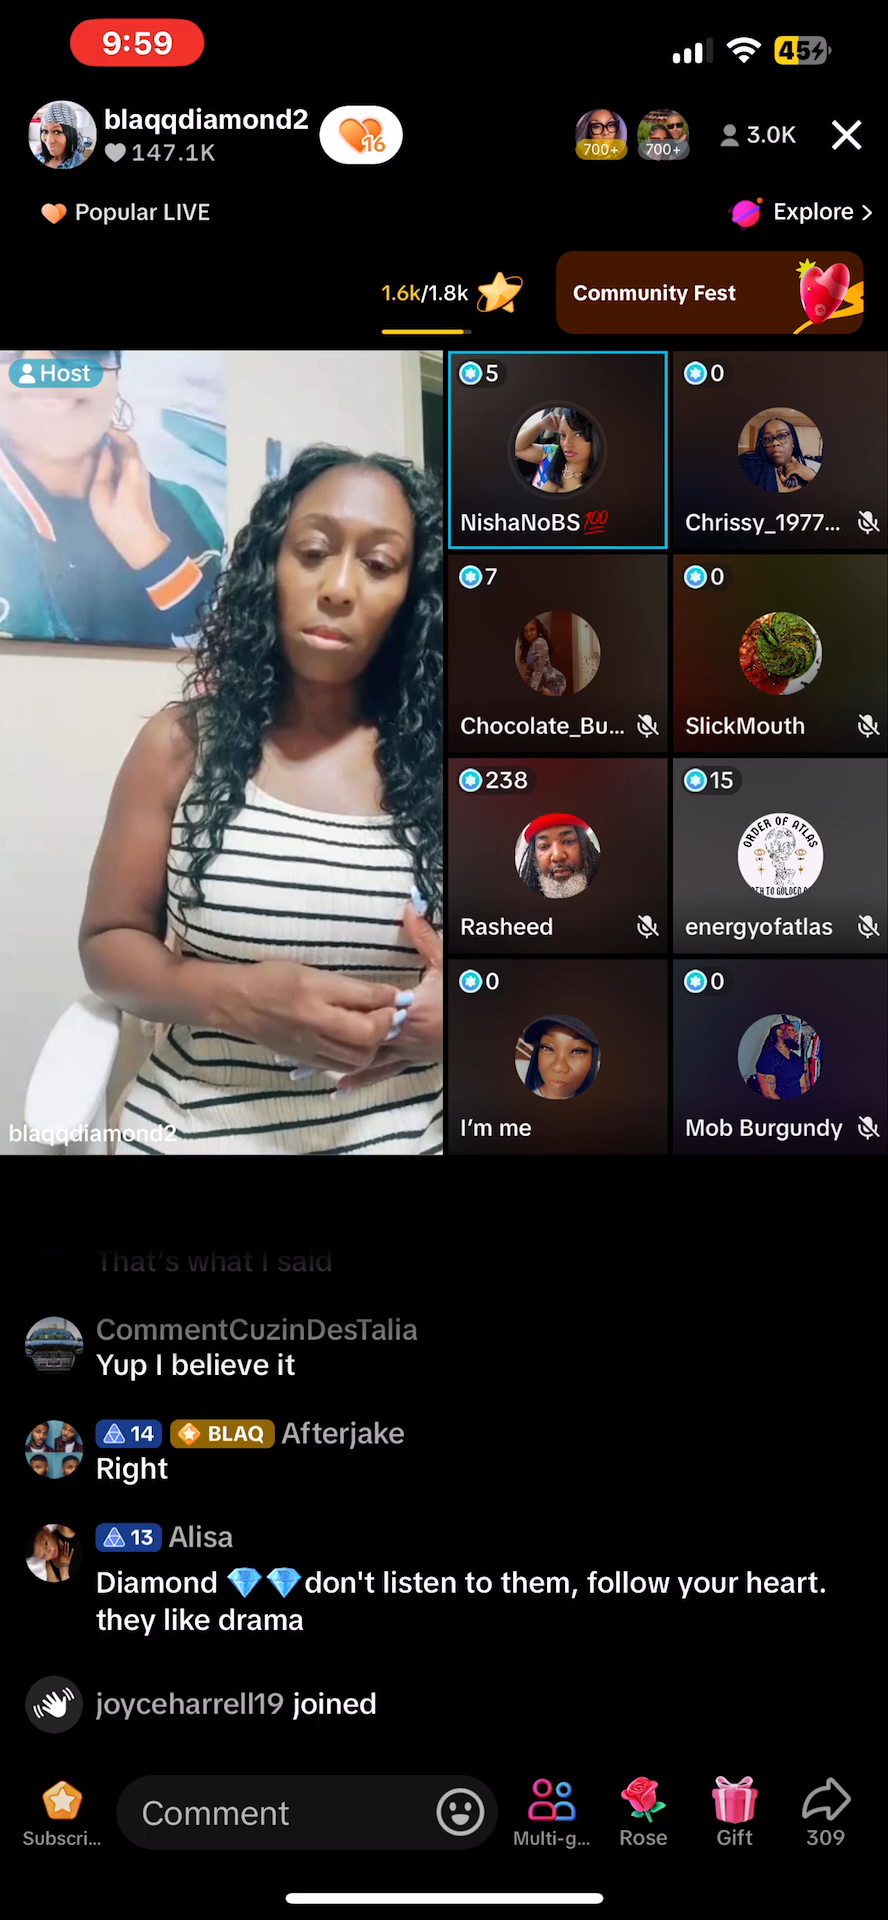 9:59
45
blaqqdiamond2
147.1K
16
700+
700+
3.0K
Popular LIVE
Explore >
1.6k/1.8k
Community Fest
Host
5
NishaNoBS💯
0
Chrissy_1977...
7
Chocolate_Bu...
0
SlickMouth
238
Rasheed
15
ORDER OF ATLAS
energyofatlas
0
I'm me
0
Mob Burgundy
blaqqdiamond2
That's what I said
CommentCuzinDesTalia
Yup I believe it
14 BLAQ Afterjake
Right
13 Alisa
Diamond 💎💎don't listen to them, follow your heart.
they like drama
joyceharrell19 joined
Subscri...
Comment
Multi-g...
Rose
Gift
309